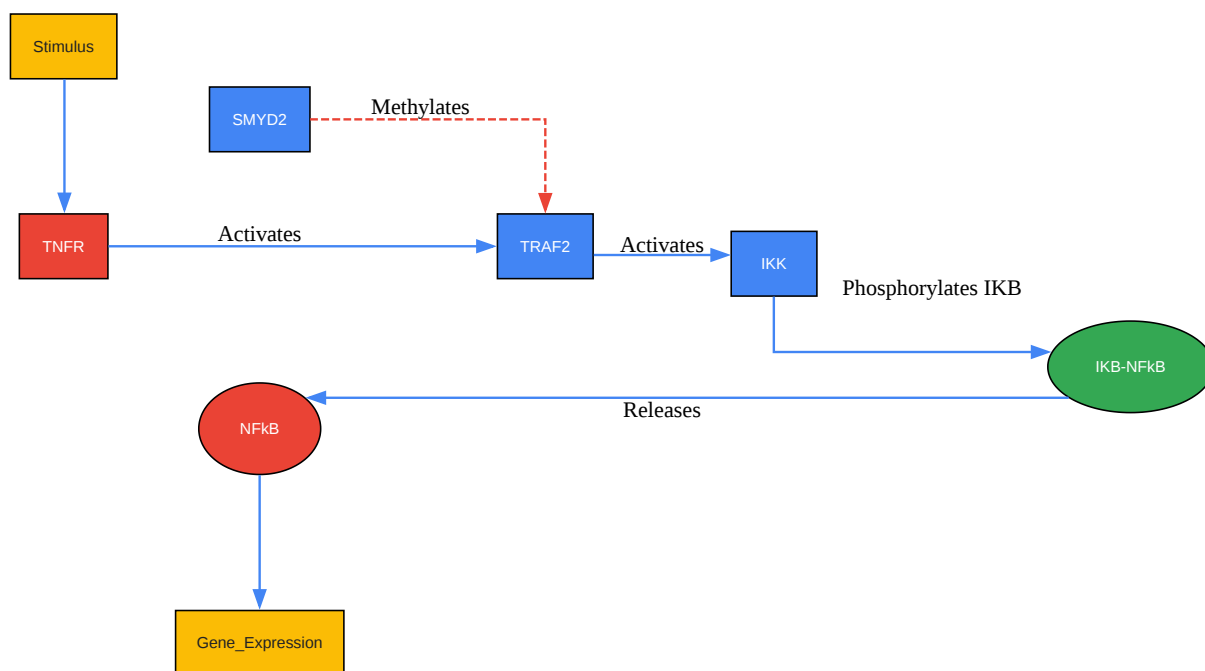 Stimulus
SMYD2
Methylates
TNFR
Activates
TRAF2
Activates
IKK
Phosphorylates IKB
IKB-NFkB
Releases
NFkB
Gene_Expression